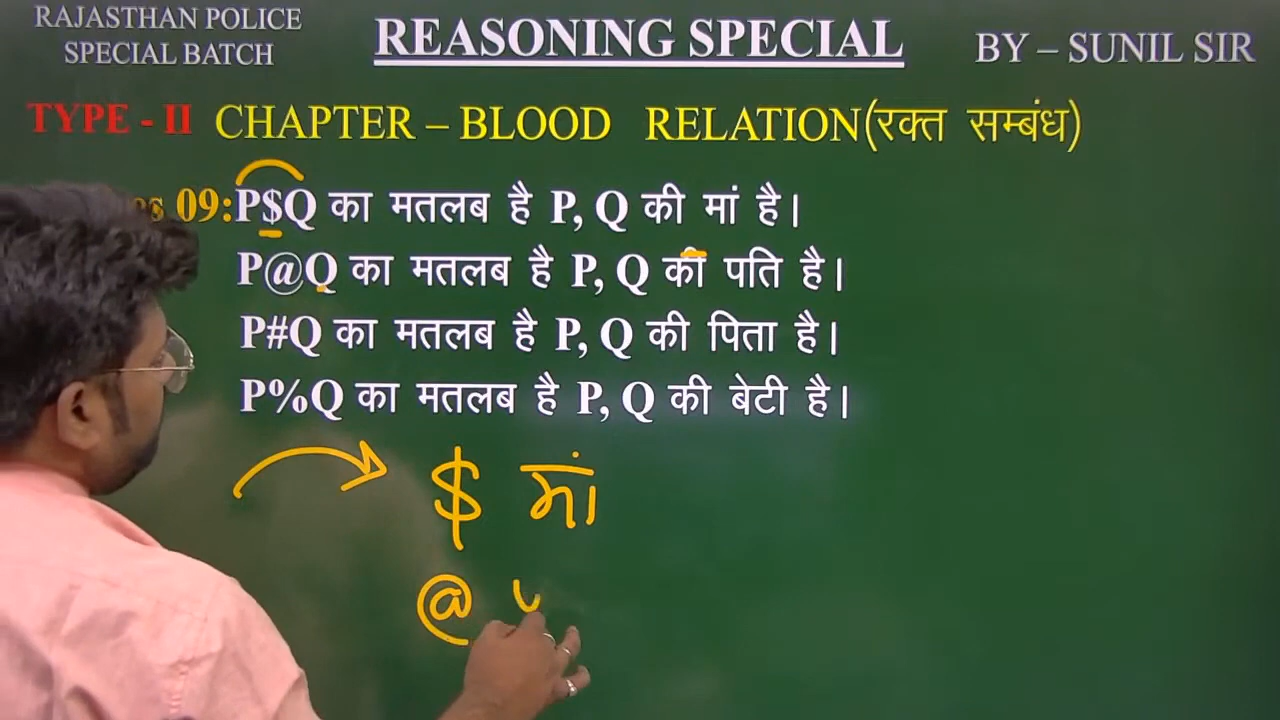 RAJASTHAN POLICE
SPECIAL BATCH
REASONING SPECIAL
BY – SUNIL SIR
TYPE - II CHAPTER – BLOOD RELATION(रक्त सम्बंध)
09:P$Q का मतलब है P, Q की मां है।
P@Q का मतलब है P, Q की पति है।
P#Q का मतलब है P, Q की पिता है।
P%Q का मतलब है P, Q की बेटी है।
$ मां
@